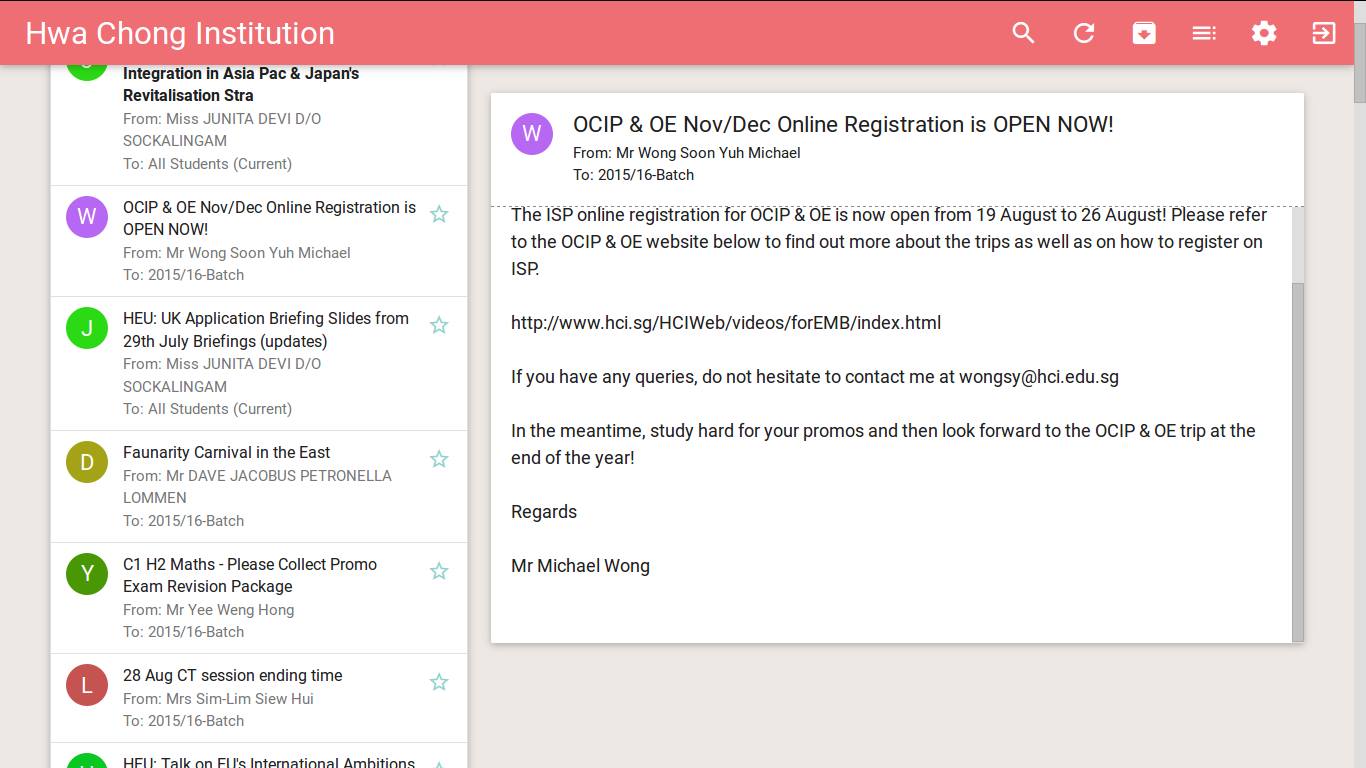 Hwa Chong Institution
Integration in Asia Pac & Japan's
Revitalisation Stra
From: Miss JUNITA DEVI D/O
SOCKALINGAM
To: All Students (Current)
W
OCIP & OE Nov/Dec Online Registration is
OPEN NOW!
From: Mr Wong Soon Yuh Michael
To: 2015/16-Batch
J
HEU: UK Application Briefing Slides from
29th July Briefings (updates)
From: Miss JUNITA DEVI D/O
SOCKALINGAM
To: All Students (Current)
D
Faunarity Carnival in the East
From: Mr DAVE JACOBUS PETRONELLA
LOMMEN
To: 2015/16-Batch
Y
C1 H2 Maths - Please Collect Promo
Exam Revision Package
From: Mr Yee Weng Hong
To: 2015/16-Batch
L
28 Aug CT session ending time
From: Mrs Sim-Lim Siew Hui
To: 2015/16-Batch
HEU: Talk on EU's International Ambitions
W
OCIP & OE Nov/Dec Online Registration is OPEN NOW!
From: Mr Wong Soon Yuh Michael
To: 2015/16-Batch
The ISP online registration for OCIP & OE is now open from 19 August to 26 August! Please refer
to the OCIP & OE website below to find out more about the trips as well as on how to register on
ISP.
http://www.hci.sg/HCIWeb/videos/forEMB/index.html
If you have any queries, do not hesitate to contact me at wongsy@hci.edu.sg
In the meantime, study hard for your promos and then look forward to the OCIP & OE trip at the
end of the year!
Regards
Mr Michael Wong